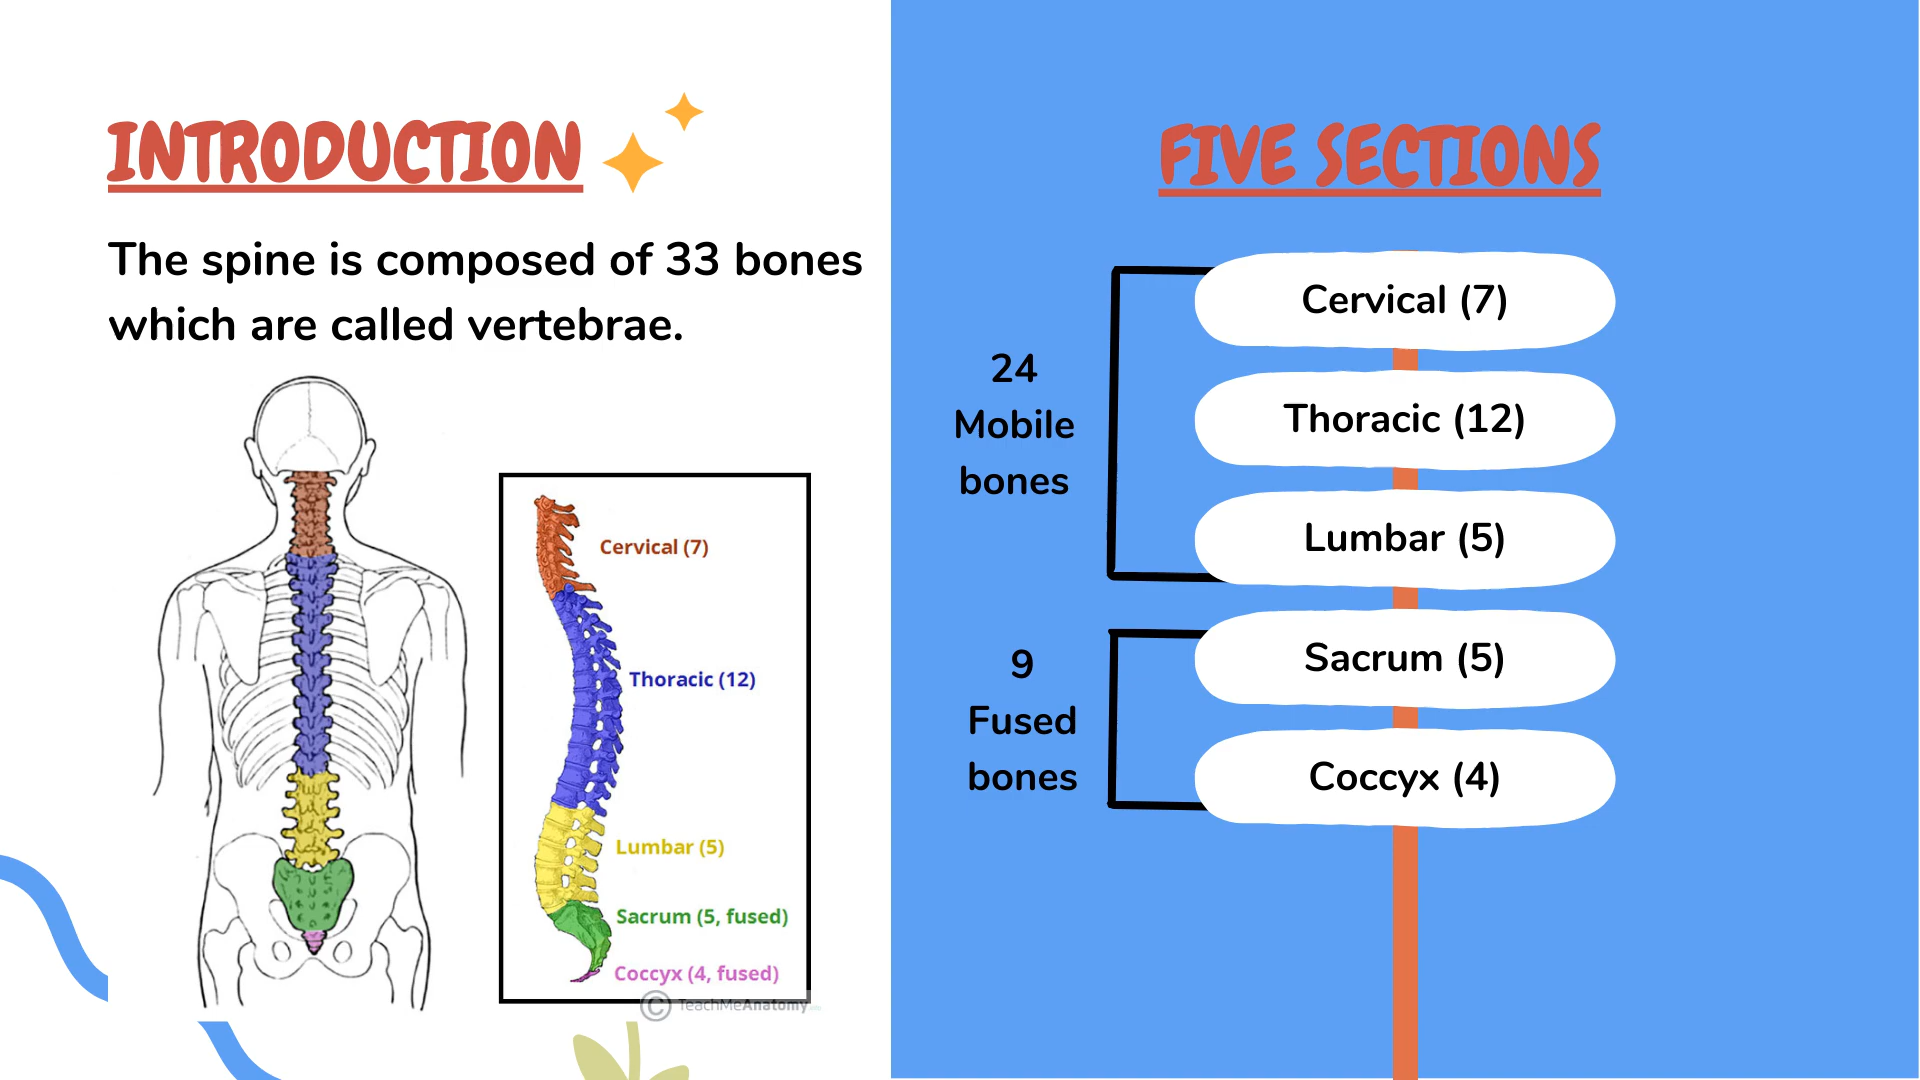 INTRODUCTION
The spine is composed of 33 bones
which are called vertebrae.
Cervical (7)
Thoracic (12)
Lumbar (5)
Sacrum (5, fused)
Coccyx (4, fused)
© TeachMeAnatomy
FIVE SECTIONS
24
Mobile
bones
Cervical (7)
Thoracic (12)
Lumbar (5)
9
Fused
bones
Sacrum (5)
Coccyx (4)